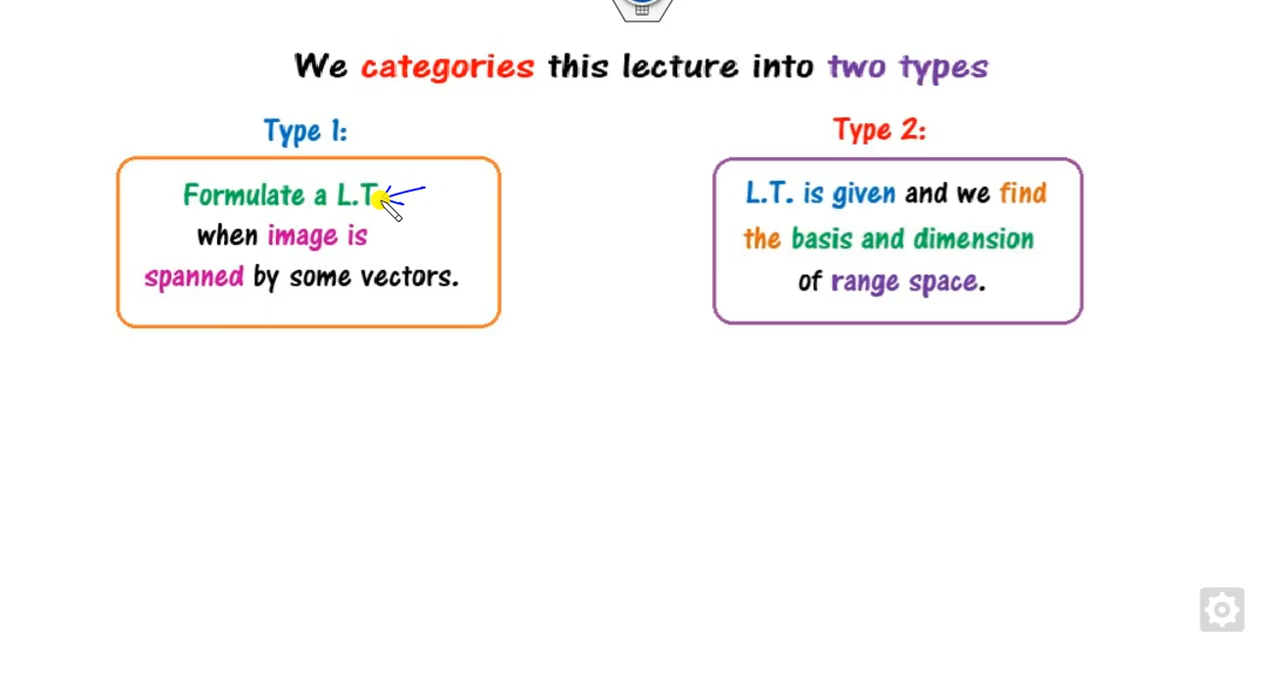 We categories this lecture into two types
Type 1:
Formulate a L.T
when image is
spanned by some vectors.
Type 2:
L.T. is given and we find
the basis and dimension
of range space.